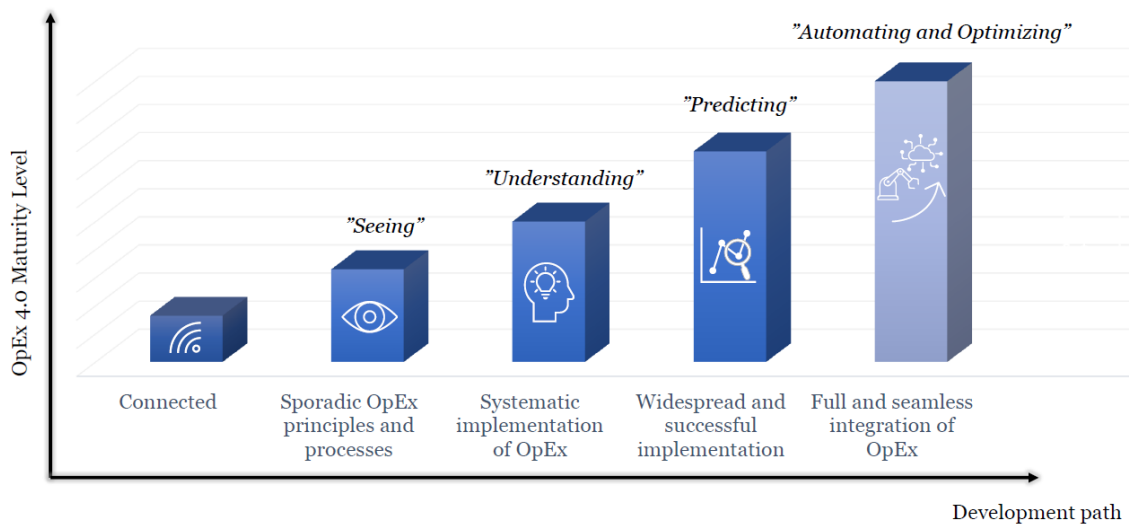 ”Automating and Optimizing”
”Predicting”
”Understanding”
”Seeing”
OpEx 4.0 Maturity Level
Connected
Sporadic OpEx
principles and
processes
Systematic
implementation
of OpEx
Widespread and
successful
implementation
Full and seamless
integration of
OpEx
Development path